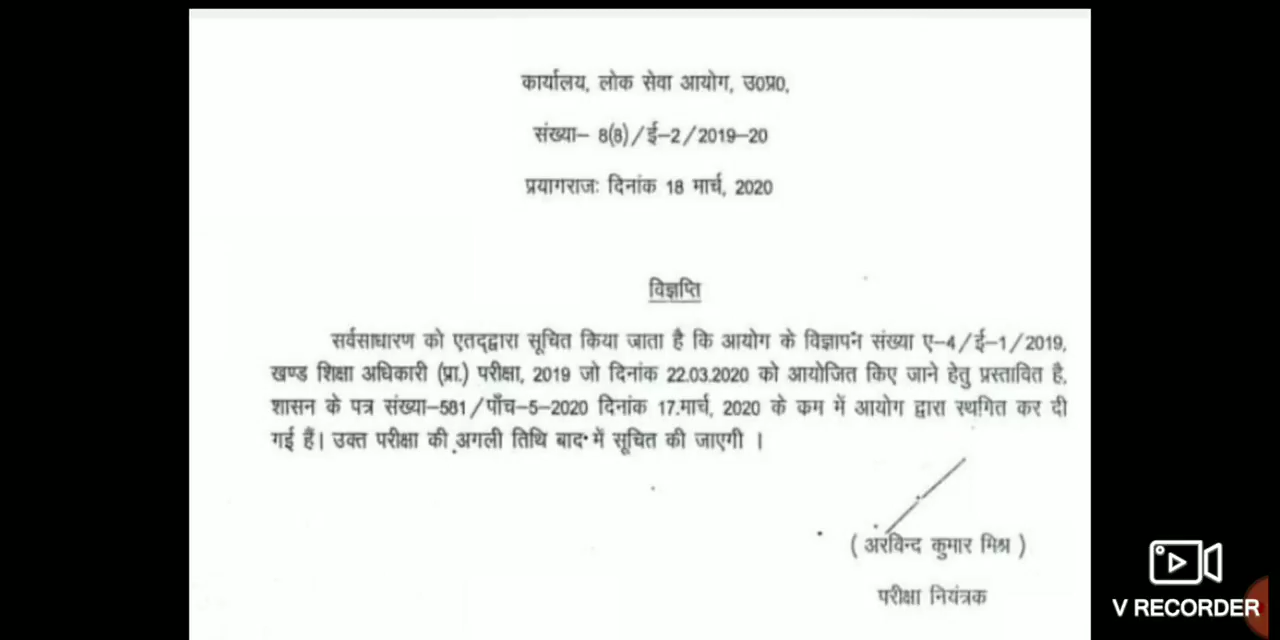 कार्यालय, लोक सेवा आयोग, उ0प्र0,
संख्या– 8(8)/ई–2/2019–20
प्रयागराजः दिनांक 18 मार्च, 2020
विज्ञप्ति
सर्वसाधारण को एतद्द्वारा सूचित किया जाता है कि आयोग के विज्ञापन संख्या ए–4/ई–1/2019,
खण्ड शिक्षा अधिकारी (प्रा.) परीक्षा, 2019 जो दिनांक 22.03.2020 को आयोजित किए जाने हेतु प्रस्तावित है,
शासन के पत्र संख्या–581/पाँच–5–2020 दिनांक 17.मार्च, 2020 के कम में आयोग द्वारा स्थगित कर दी
गई हैं। उक्त परीक्षा की अगली तिथि बाद में सूचित की जाएगी ।
( अरविन्द कुमार मिश्र )
परीक्षा नियंत्रक
V RECORDER